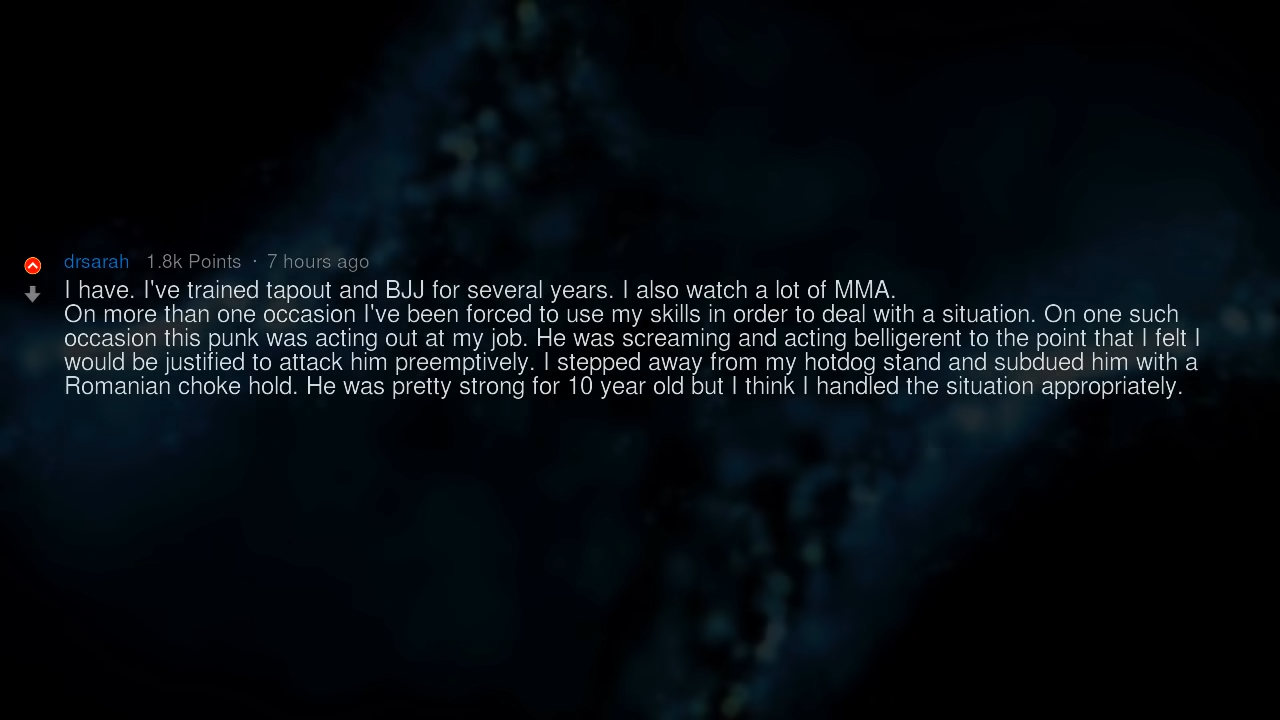 drsarah 1.8k Points · 7 hours ago
I have. I've trained tapout and BJJ for several years. I also watch a lot of MMA.
On more than one occasion I've been forced to use my skills in order to deal with a situation. On one such
occasion this punk was acting out at my job. He was screaming and acting belligerent to the point that I felt I
would be justified to attack him preemptively. I stepped away from my hotdog stand and subdued him with a
Romanian choke hold. He was pretty strong for 10 year old but I think I handled the situation appropriately.